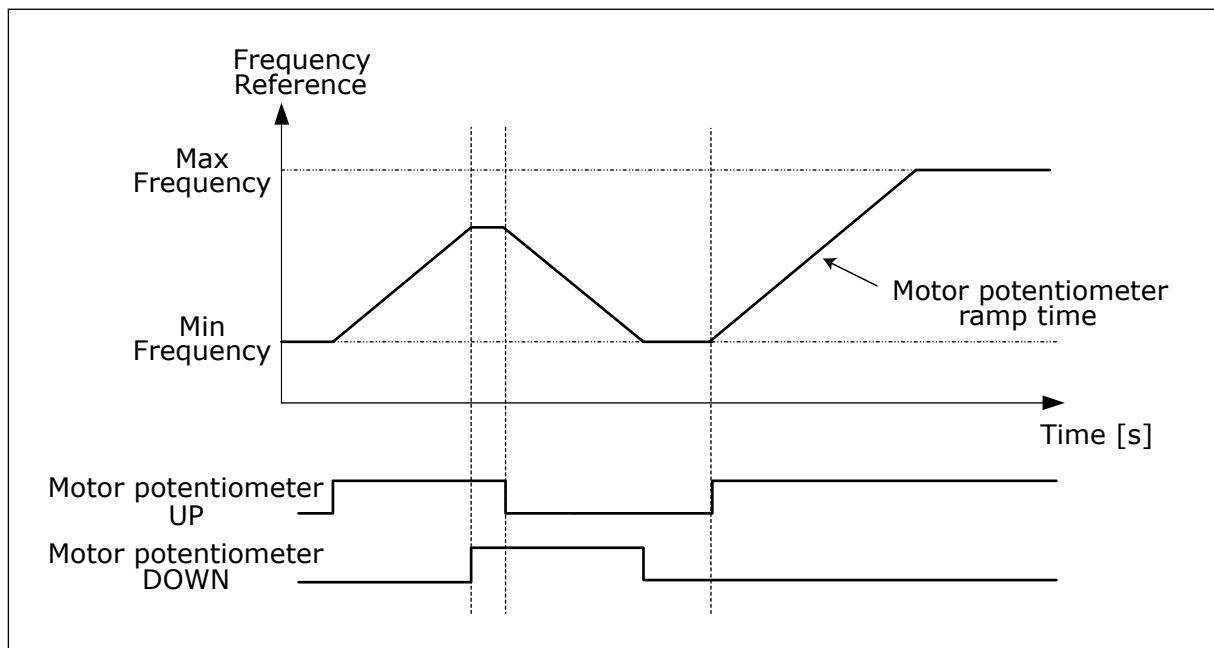 Frequency
Reference
Max
Frequency
Min
Frequency
Motor potentiometer
ramp time
Time [s]
Motor potentiometer
UP
Motor potentiometer
DOWN